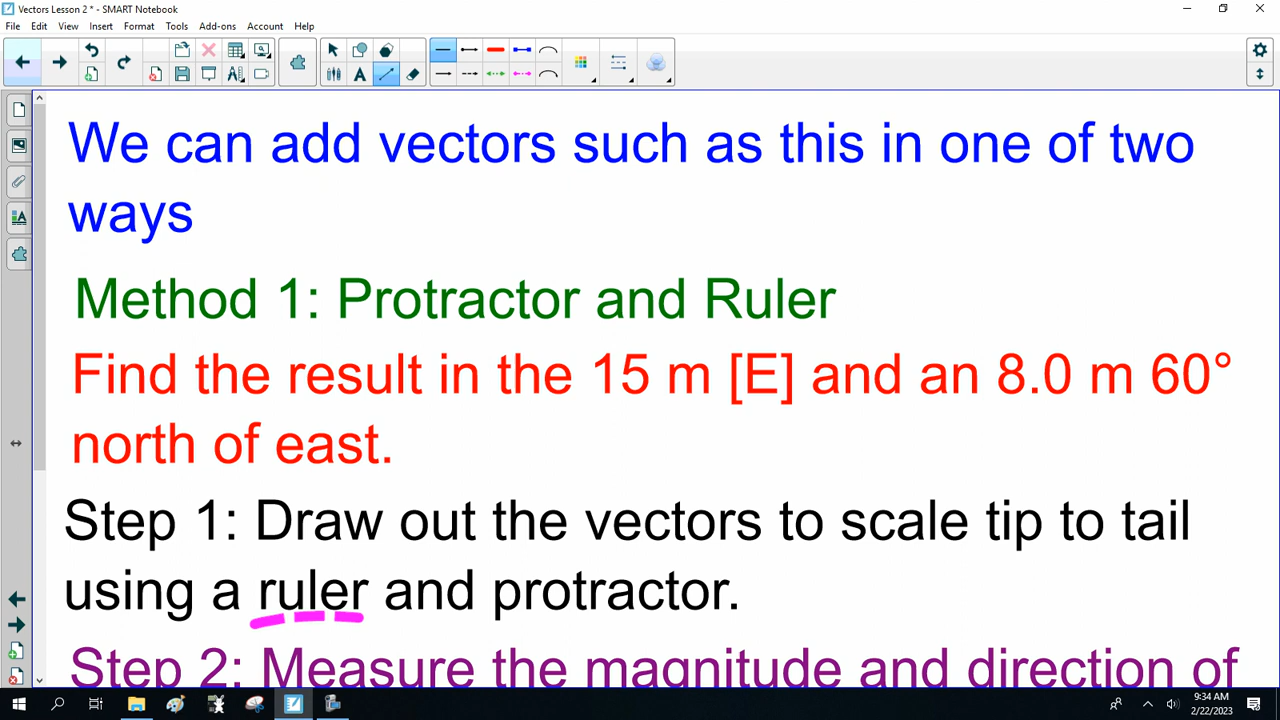 Vectors Lesson 2 * - SMART Notebook
File Edit View Insert Format Tools Add-ons Account Help
We can add vectors such as this in one of two
ways
Method 1: Protractor and Ruler
Find the result in the 15 m [E] and an 8.0 m 60°
north of east.
Step 1: Draw out the vectors to scale tip to tail
using a ruler and protractor.
Step 2: Measure the magnitude and direction of
9:34 AM
2/22/2023